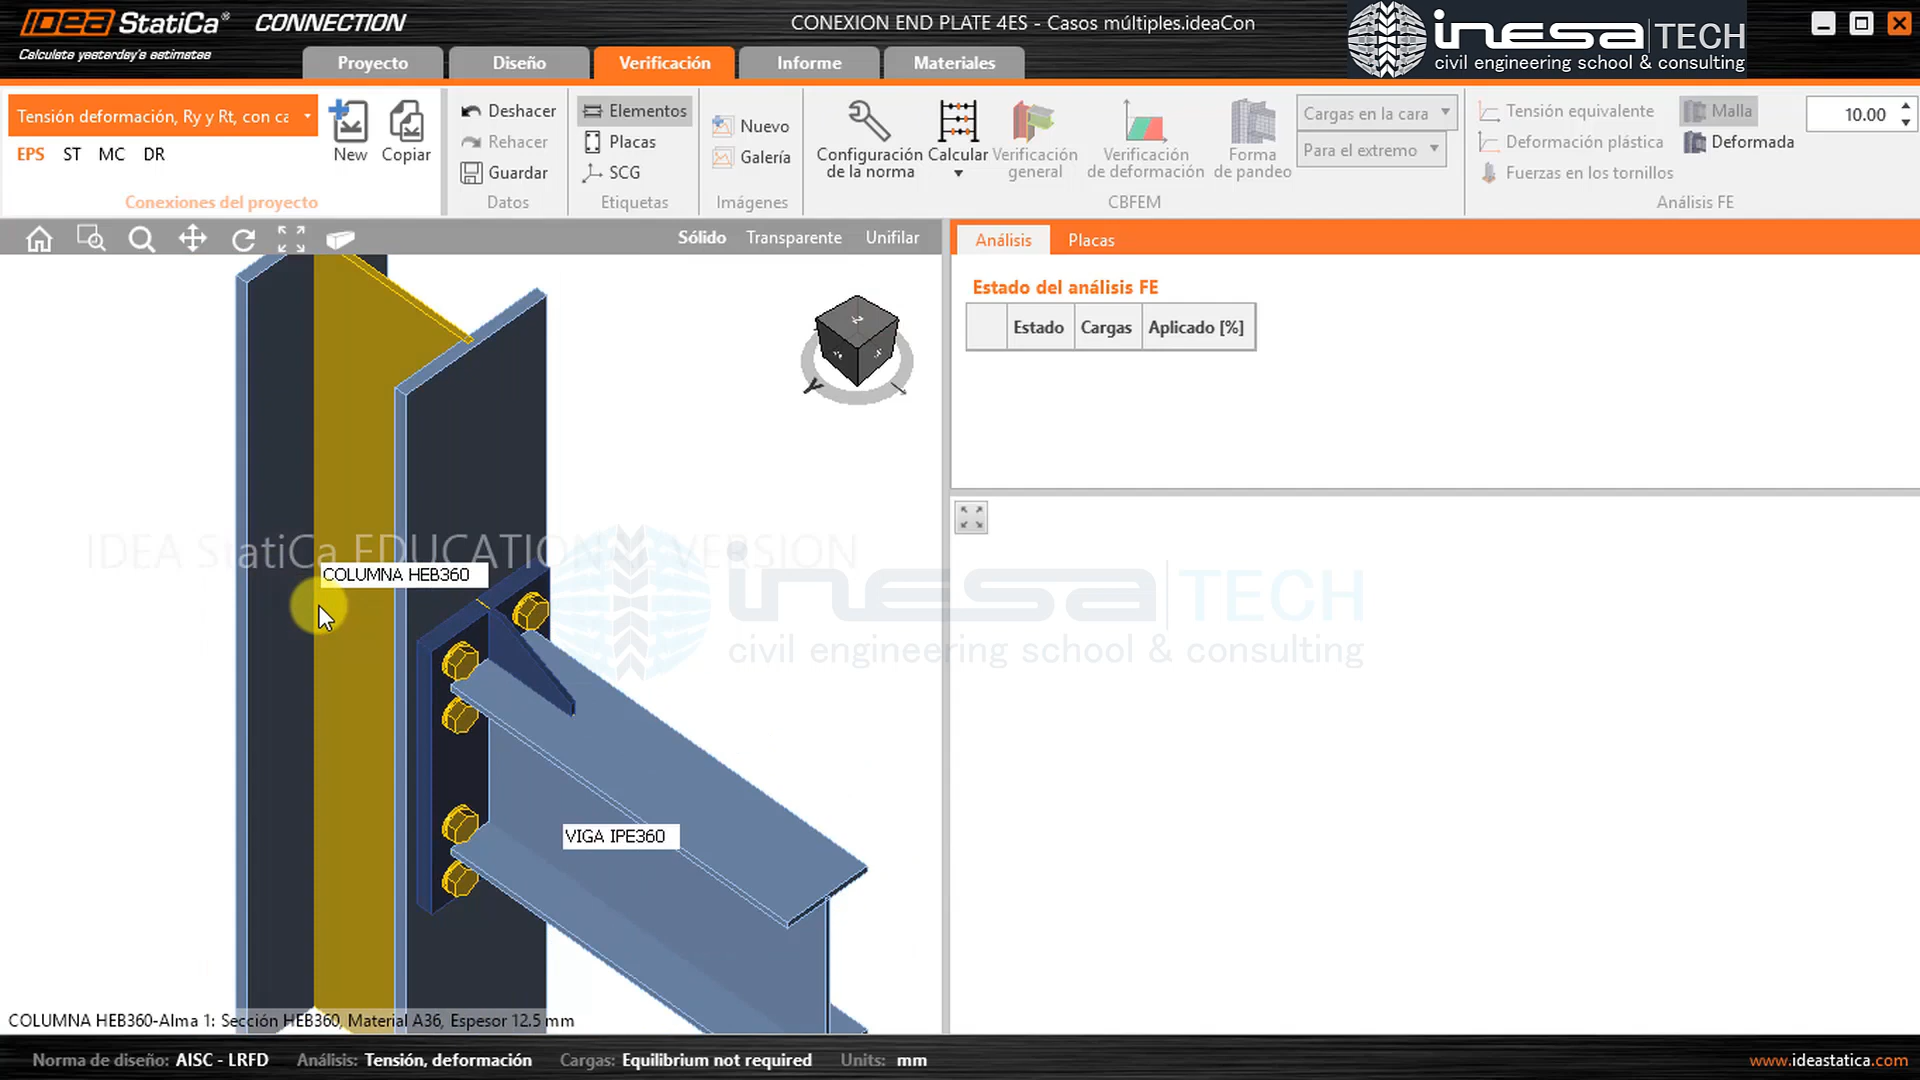 IDEA StatiCa® CONNECTION
Calculate yesterday's estimates
CONEXION END PLATE 4ES - Casos múltiples.ideaCon
inesa TECH
civil engineering school & consulting
Proyecto Diseño Verificación Informe Materiales
Tensión deformación, Ry y Rt, con ca
EPS ST MC DR
New
Copiar
Conexiones del proyecto
Deshacer
Rehacer
Guardar
Datos
Elementos
Placas
SCG
Etiquetas
Nuevo
Galería
Imágenes
Configuración
de la norma
Calcular
Verificación
general
Verificación
de deformación
Forma
de pandeo
Cargas en la cara
Para el extremo
CBFEM
Tensión equivalente
Deformación plástica
Fuerzas en los tornillos
Malla
Deformada
10.00
Análisis FE
Sólido Transparente Unifilar
Análisis Placas
Estado del análisis FE
Estado Cargas Aplicado [%]
Z
Y
IDEA StatiCa EDUCATIONAL VERSION
COLUMNA HEB360
inesa TECH
civil engineering school & consulting
VIGA IPE360
COLUMNA HEB360-Alma 1: Sección HEB360, Material A36, Espesor 12.5 mm
Norma de diseño: AISC - LRFD Análisis: Tensión, deformación Cargas: Equilibrium not required Units: mm
www.ideastatica.com